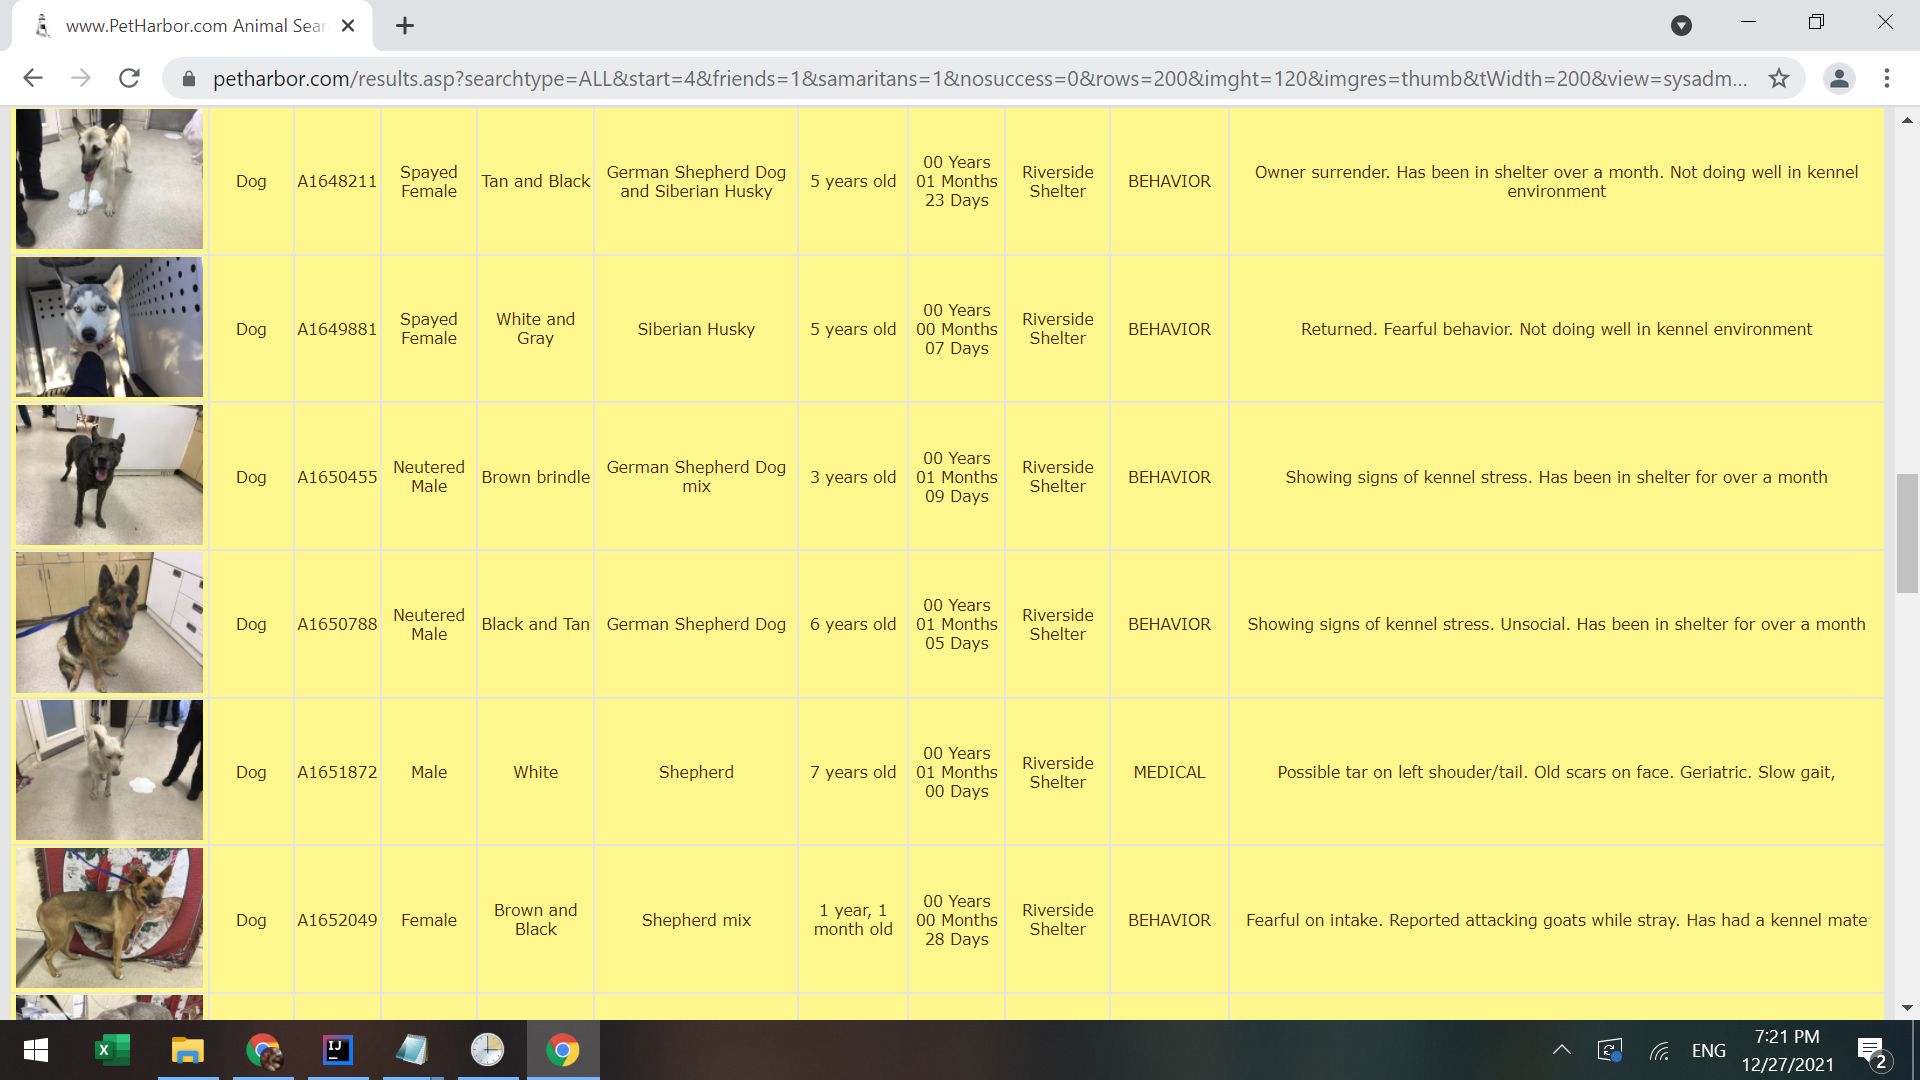 www.PetHarbor.com Animal Sear
petharbor.com/results.asp?searchtype=ALL&start=4&friends=1&samaritans=1&nosuccess=0&rows=200&imght=120&imgres=thumb&tWidth=200&view=sysadm...
Dog
A1648211
Spayed
Female
Tan and Black
German Shepherd Dog
and Siberian Husky
5 years old
00 Years
01 Months
23 Days
Riverside
Shelter
BEHAVIOR
Owner surrender. Has been in shelter over a month. Not doing well in kennel
environment
Dog
A1649881
Spayed
Female
White and
Gray
Siberian Husky
5 years old
00 Years
00 Months
07 Days
Riverside
Shelter
BEHAVIOR
Returned. Fearful behavior. Not doing well in kennel environment
Dog
A1650455
Neutered
Male
Brown brindle
German Shepherd Dog
mix
3 years old
00 Years
01 Months
09 Days
Riverside
Shelter
BEHAVIOR
Showing signs of kennel stress. Has been in shelter for over a month
Dog
A1650788
Neutered
Male
Black and Tan
German Shepherd Dog
6 years old
00 Years
01 Months
05 Days
Riverside
Shelter
BEHAVIOR
Showing signs of kennel stress. Unsocial. Has been in shelter for over a month
Dog
A1651872
Male
White
Shepherd
7 years old
00 Years
01 Months
00 Days
Riverside
Shelter
MEDICAL
Possible tar on left shouder/tail. Old scars on face. Geriatric. Slow gait,
Dog
A1652049
Female
Brown and
Black
Shepherd mix
1 year, 1
month old
00 Years
00 Months
28 Days
Riverside
Shelter
BEHAVIOR
Fearful on intake. Reported attacking goats while stray. Has had a kennel mate
X
IJ
ENG
7:21 PM
12/27/2021
2